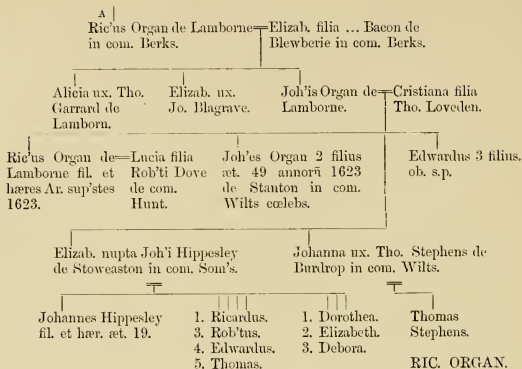 A
Ric'us Organ de Lamborne
in com. Berks.
Elizab. filia ... Bacon de
Blewberie in com. Berks.
Alicia ux. Tho.
Garrard de
Lamborn.
Elizab. ux.
Jo. Blagrave.
Joh'is Organ de
Lamborne.
Cristiana filia
Tho. Loveden.
Ric'us Organ de
Lamborne fil. et
hæres Ar. sup'stes
1623.
Lucia filia
Rob'ti Dove
de com.
Hunt.
Joh'es Organ 2 filius
æt. 49 annorū 1623
de Stanton in com.
Wilts cœlebs.
Edwardus 3 filius.
ob. s.p.
Elizab. nupta Joh'i Hippesley
de Stoweaston in com. Som's.
Johanna ux. Tho. Stephens de
Burdrop in com. Wilts.
Johannes Hippesley
fil. et hær. æt. 19.
1. Ricardus.
3. Rob'tus.
4. Edwardus.
5. Thomas.
1. Dorothea.
2. Elizabeth.
3. Debora.
Thomas
Stephens.
RIC. ORGAN.